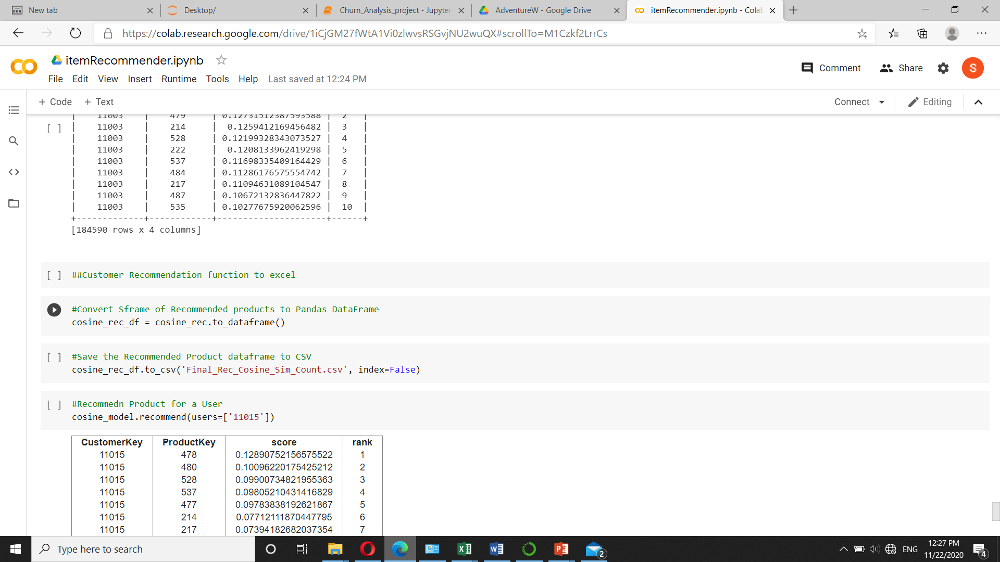 New tab
Desktop/
Churn_Analysis_project - Jupyter
AdventureW - Google Drive
itemRecommender.ipynb - Colab
https://colab.research.google.com/drive/1iCjGM27fWtA1Vi0zlwvsRSGvjNU2wuQX#scrollTo=M1Czkf2LrrCs
itemRecommender.ipynb
Comment
Share
S
File Edit View Insert Runtime Tools Help Last saved at 12:24 PM
+ Code + Text
Connect
Editing
| 11003 | 479 | 0.12731512387593588 | 2 |
[ ] | 11003 | 214 | 0.1259412169456482 | 3 |
| 11003 | 528 | 0.12199328343073527 | 4 |
| 11003 | 222 | 0.1208133962419298 | 5 |
| 11003 | 537 | 0.11698335409164429 | 6 |
| 11003 | 484 | 0.11286176575554742 | 7 |
| 11003 | 217 | 0.11094631089104547 | 8 |
| 11003 | 487 | 0.10672132836447822 | 9 |
| 11003 | 535 | 0.10277675920062596 | 10 |
+-------------+------------+---------------------+------+
[184590 rows x 4 columns]
[ ] ##Customer Recommendation function to excel
#Convert Sframe of Recommended products to Pandas DataFrame
cosine_rec_df = cosine_rec.to_dataframe()
[ ] #Save the Recommended Product dataframe to CSV
cosine_rec_df.to_csv('Final_Rec_Cosine_Sim_Count.csv', index=False)
[ ] #Recommedn Product for a User
cosine_model.recommend(users=['11015'])
CustomerKey ProductKey score rank
11015 478 0.12890752156575522 1
11015 480 0.10096220175425212 2
11015 528 0.09900734821955363 3
11015 537 0.09805210431416829 4
11015 477 0.09783838192621867 5
11015 214 0.07712111870447795 6
11015 217 0.07394182682037354 7
Type here to search
2
ENG
12:27 PM
11/22/2020
4